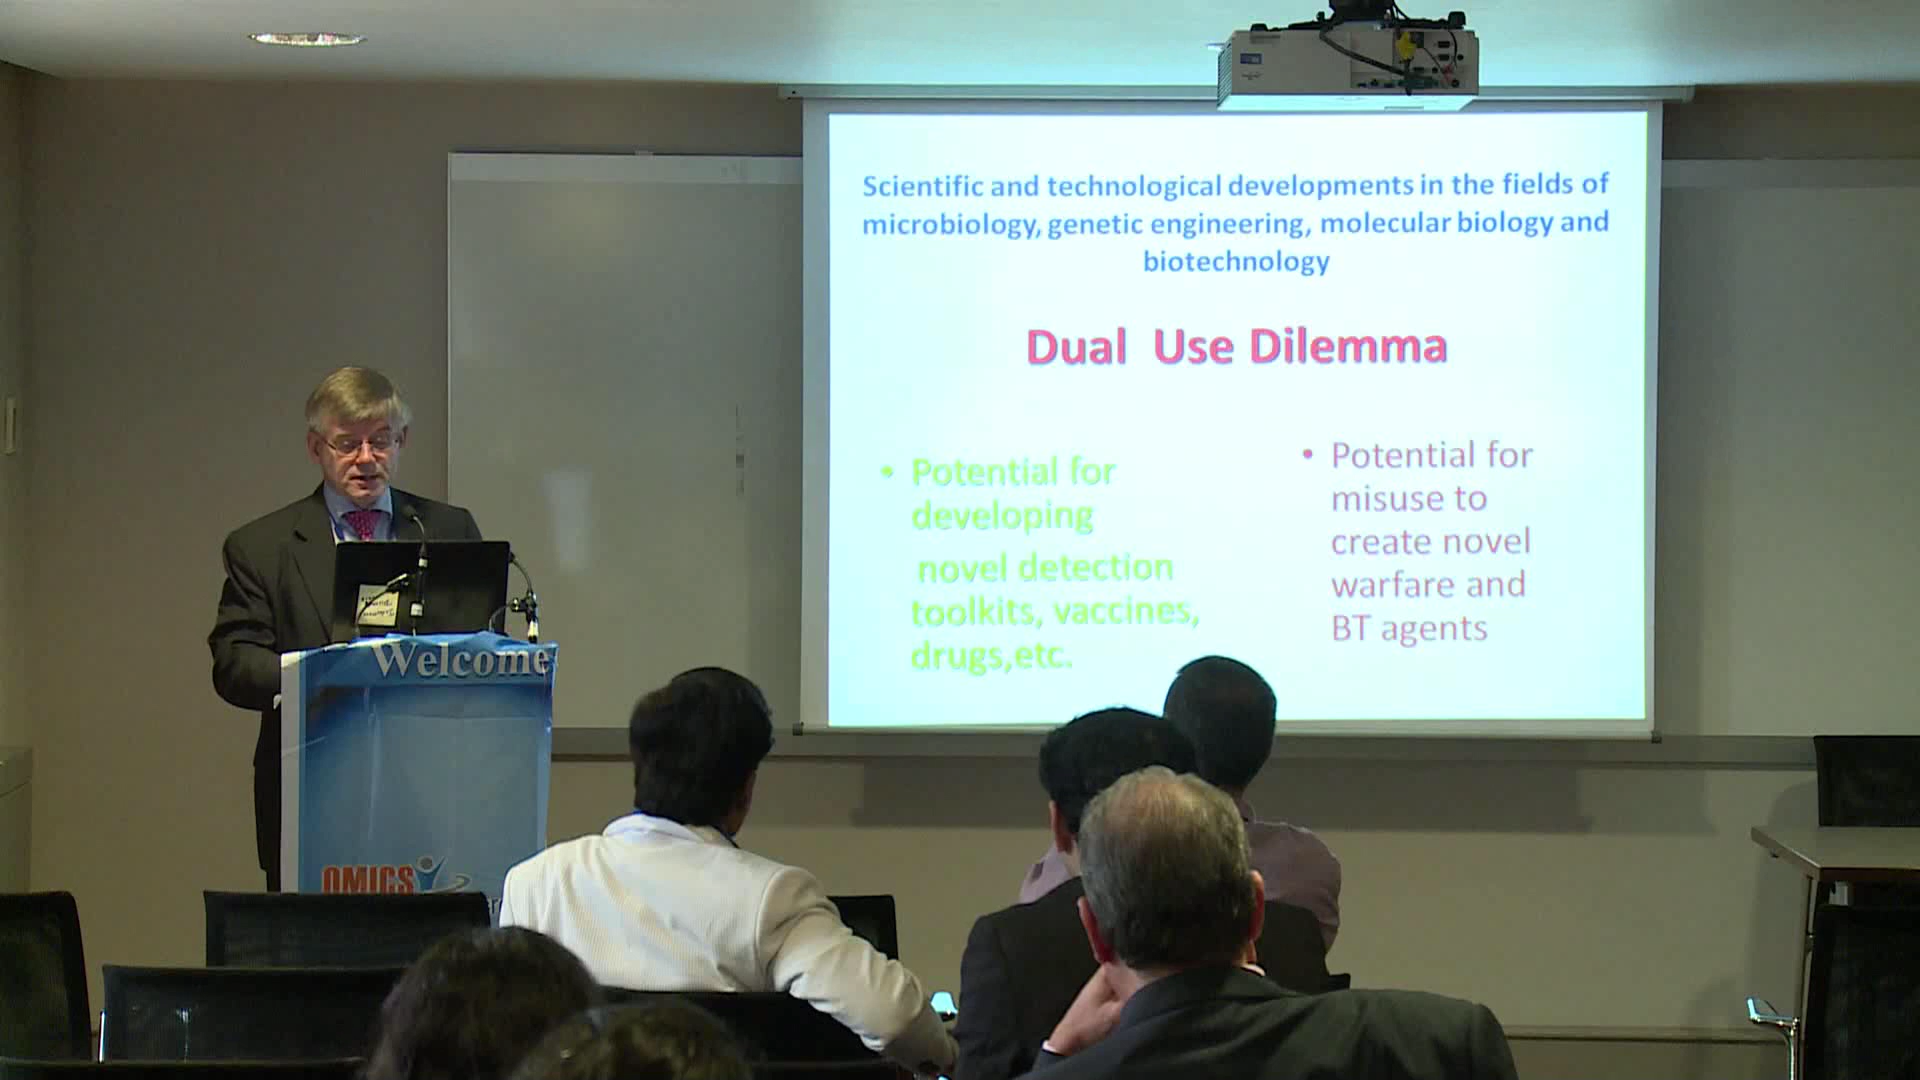 Scientific and technological developments in the fields of
microbiology, genetic engineering, molecular biology and
biotechnology
Dual Use Dilemma
• Potential for
developing
novel detection
toolkits, vaccines,
drugs,etc.
• Potential for
misuse to
create novel
warfare and
BT agents
Welcome
OMICS